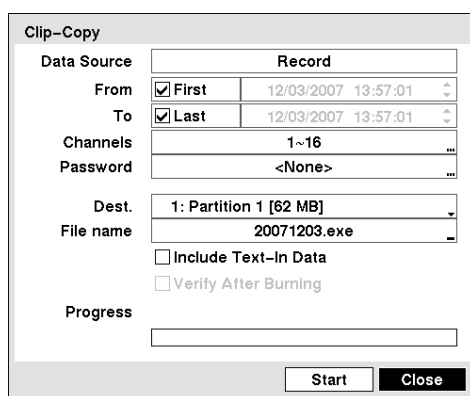 Clip-Copy
Data Source Record
From First 12/03/2007 13:57:01
To Last 12/03/2007 13:57:01
Channels 1~16 ...
Password <None> ...
Dest. 1: Partition 1 [62 MB]
File name 20071203.exe
Include Text-In Data
Verify After Burning
Progress
Start Close